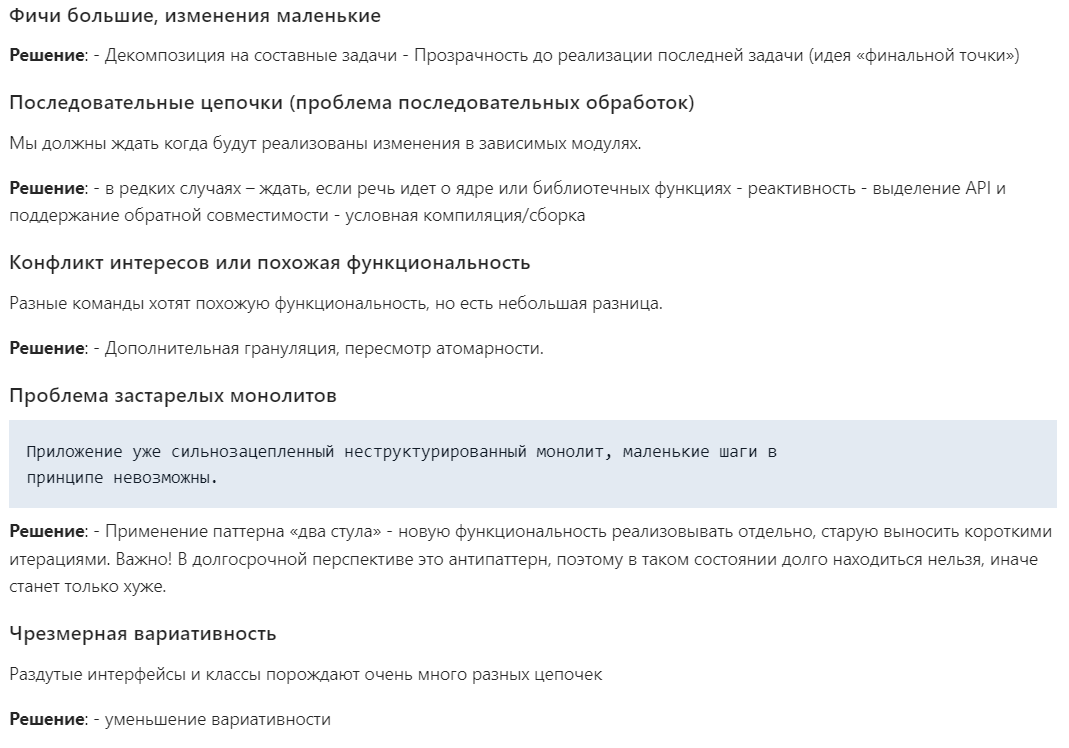 Фичи большие, изменения маленькие
Решение: - Декомпозиция на составные задачи - Прозрачность до реализации последней задачи (идея «финальной точки»)
Последовательные цепочки (проблема последовательных обработок)
Мы должны ждать когда будут реализованы изменения в зависимых модулях.
Решение: - в редких случаях – ждать, если речь идет о ядре или библиотечных функциях - реактивность - выделение API и
поддержание обратной совместимости - условная компиляция/сборка
Конфликт интересов или похожая функциональность
Разные команды хотят похожую функциональность, но есть небольшая разница.
Решение: - Дополнительная грануляция, пересмотр атомарности.
Проблема застарелых монолитов
Приложение уже сильнозацепленный неструктурированный монолит, маленькие шаги в
принципе невозможны.
Решение: - Применение паттерна «два стула» - новую функциональность реализовывать отдельно, старую выносить короткими
итерациями. Важно! В долгосрочной перспективе это антипаттерн, поэтому в таком состоянии долго находиться нельзя, иначе
станет только хуже.
Чрезмерная вариативность
Раздутые интерфейсы и классы порождают очень много разных цепочек
Решение: - уменьшение вариативности